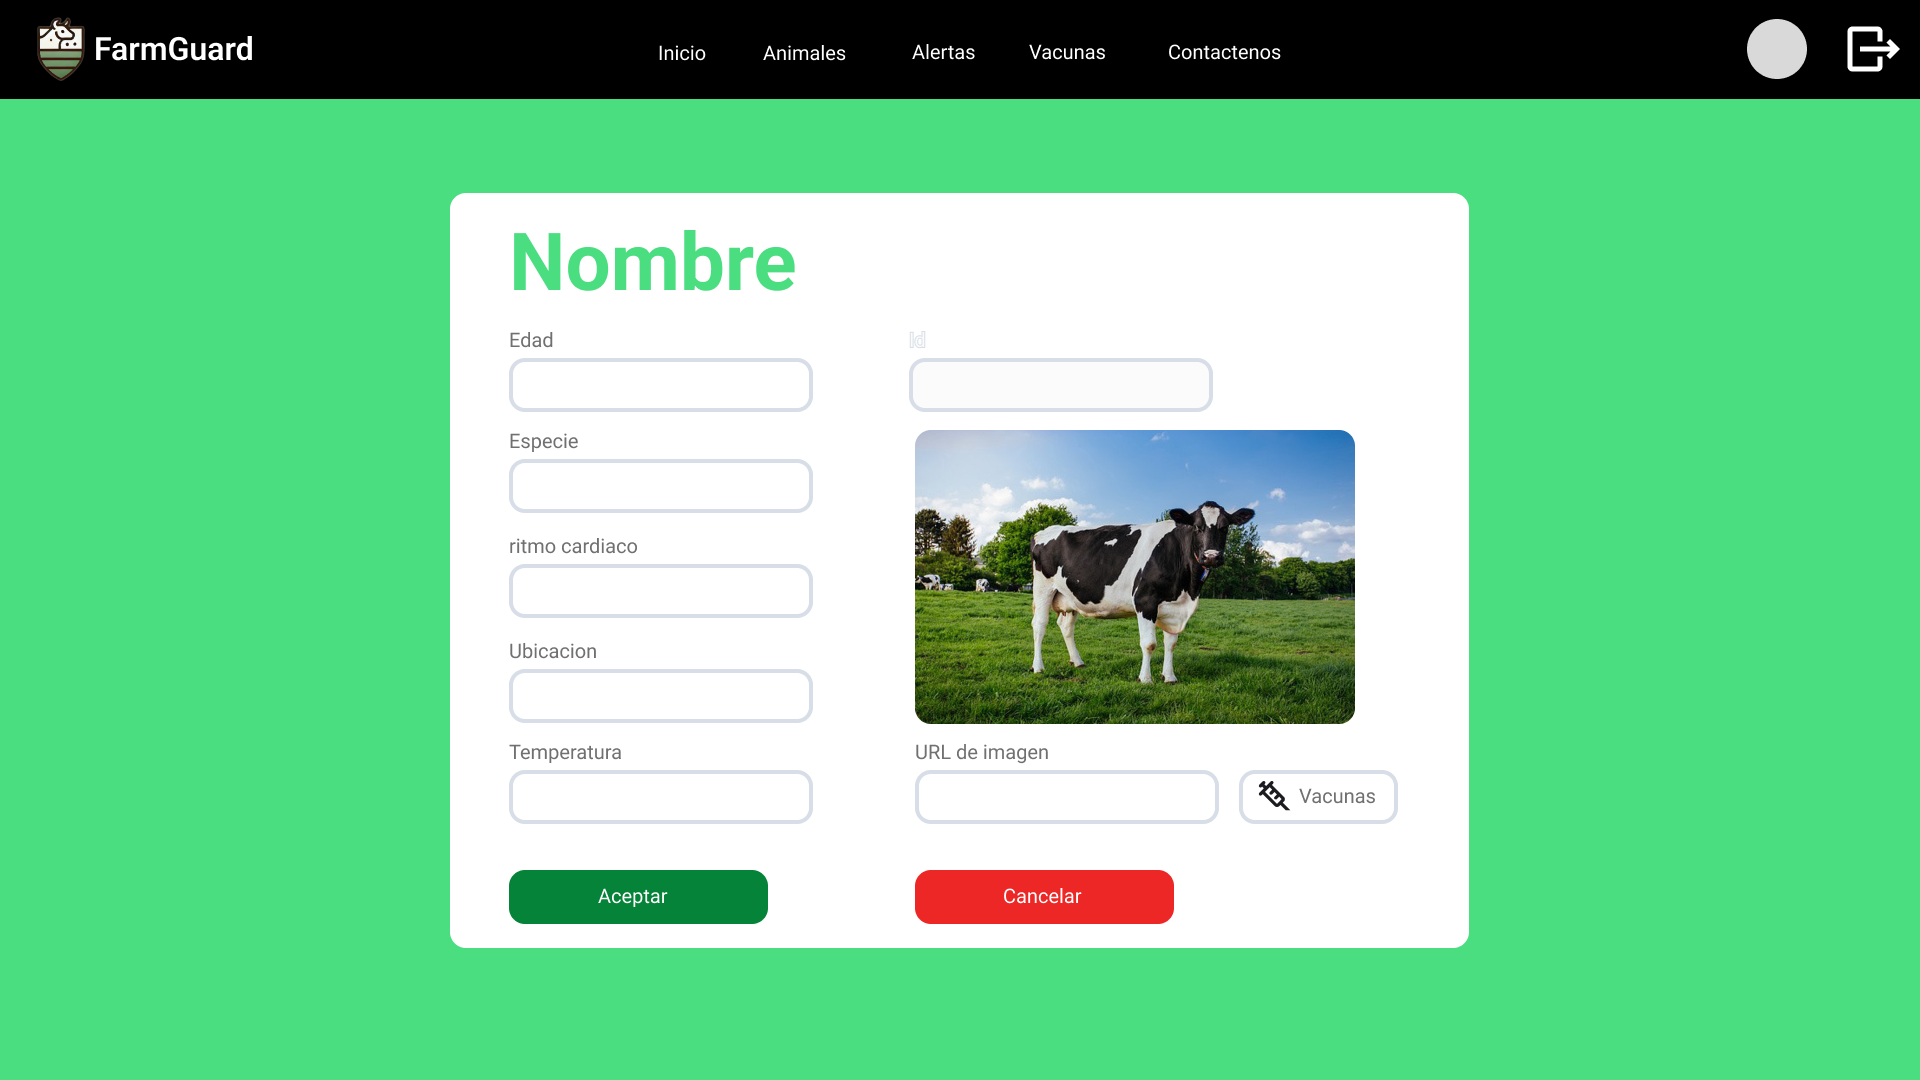 FarmGuard
Inicio
Animales
Alertas
Vacunas
Contactenos
Nombre
Edad
Id
Especie
ritmo cardiaco
Ubicacion
Temperatura
URL de imagen
Vacunas
Aceptar
Cancelar